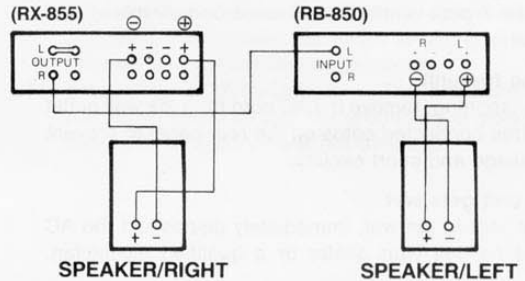 (RX-855)
(RB-850)
⊖ ⊕
L
OUTPUT
R
+ - - +
L
INPUT
R
R L
- -
⊖ ⊕
+ -
+ -
SPEAKER/RIGHT
SPEAKER/LEFT